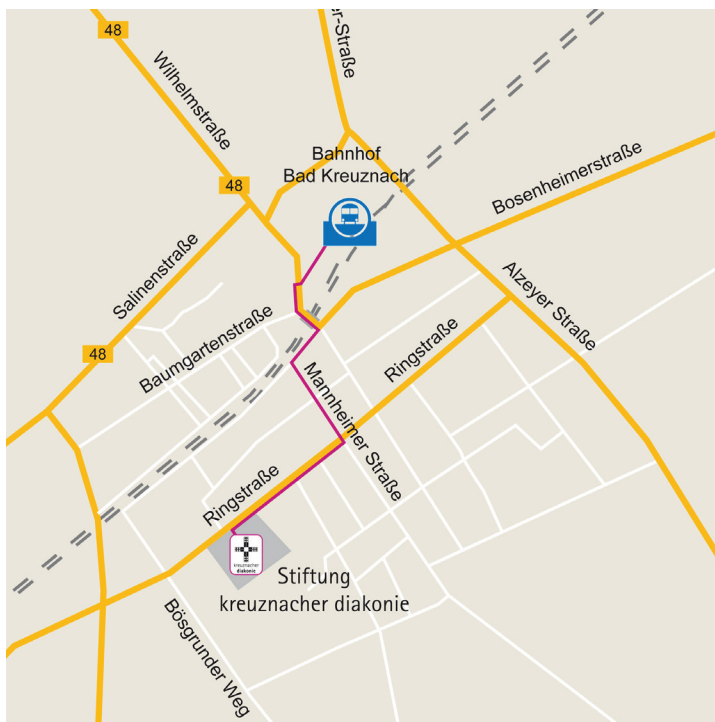 48
er-Straße
Wilhelmstraße
Bahnhof
Bad Kreuznach
48
Bosenheimerstraße
Salinenstraße
Alzeyer Straße
48
Baumgartenstraße
Ringstraße
Mannheimer Straße
Ringstraße
kreuznacher
diakonie
Stiftung
kreuznacher diakonie
Bösgrunder Weg